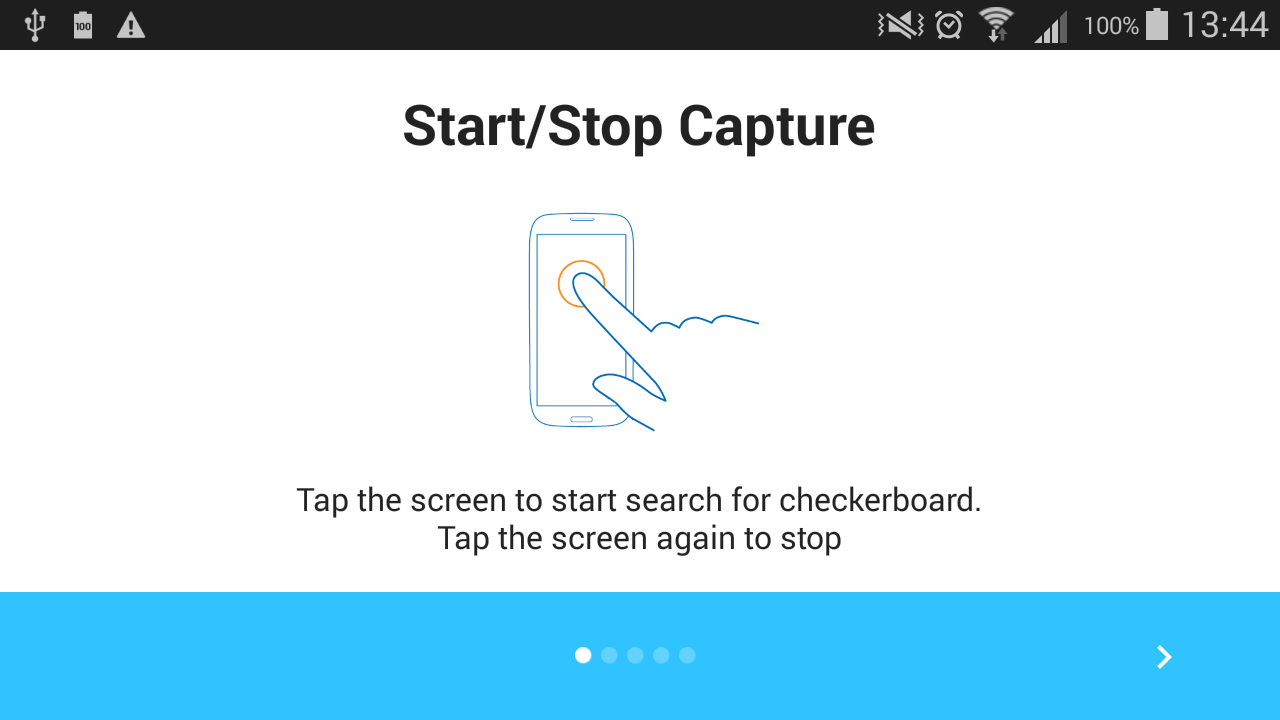 100
100%
13:44
Start/Stop Capture
Tap the screen to start search for checkerboard.
Tap the screen again to stop